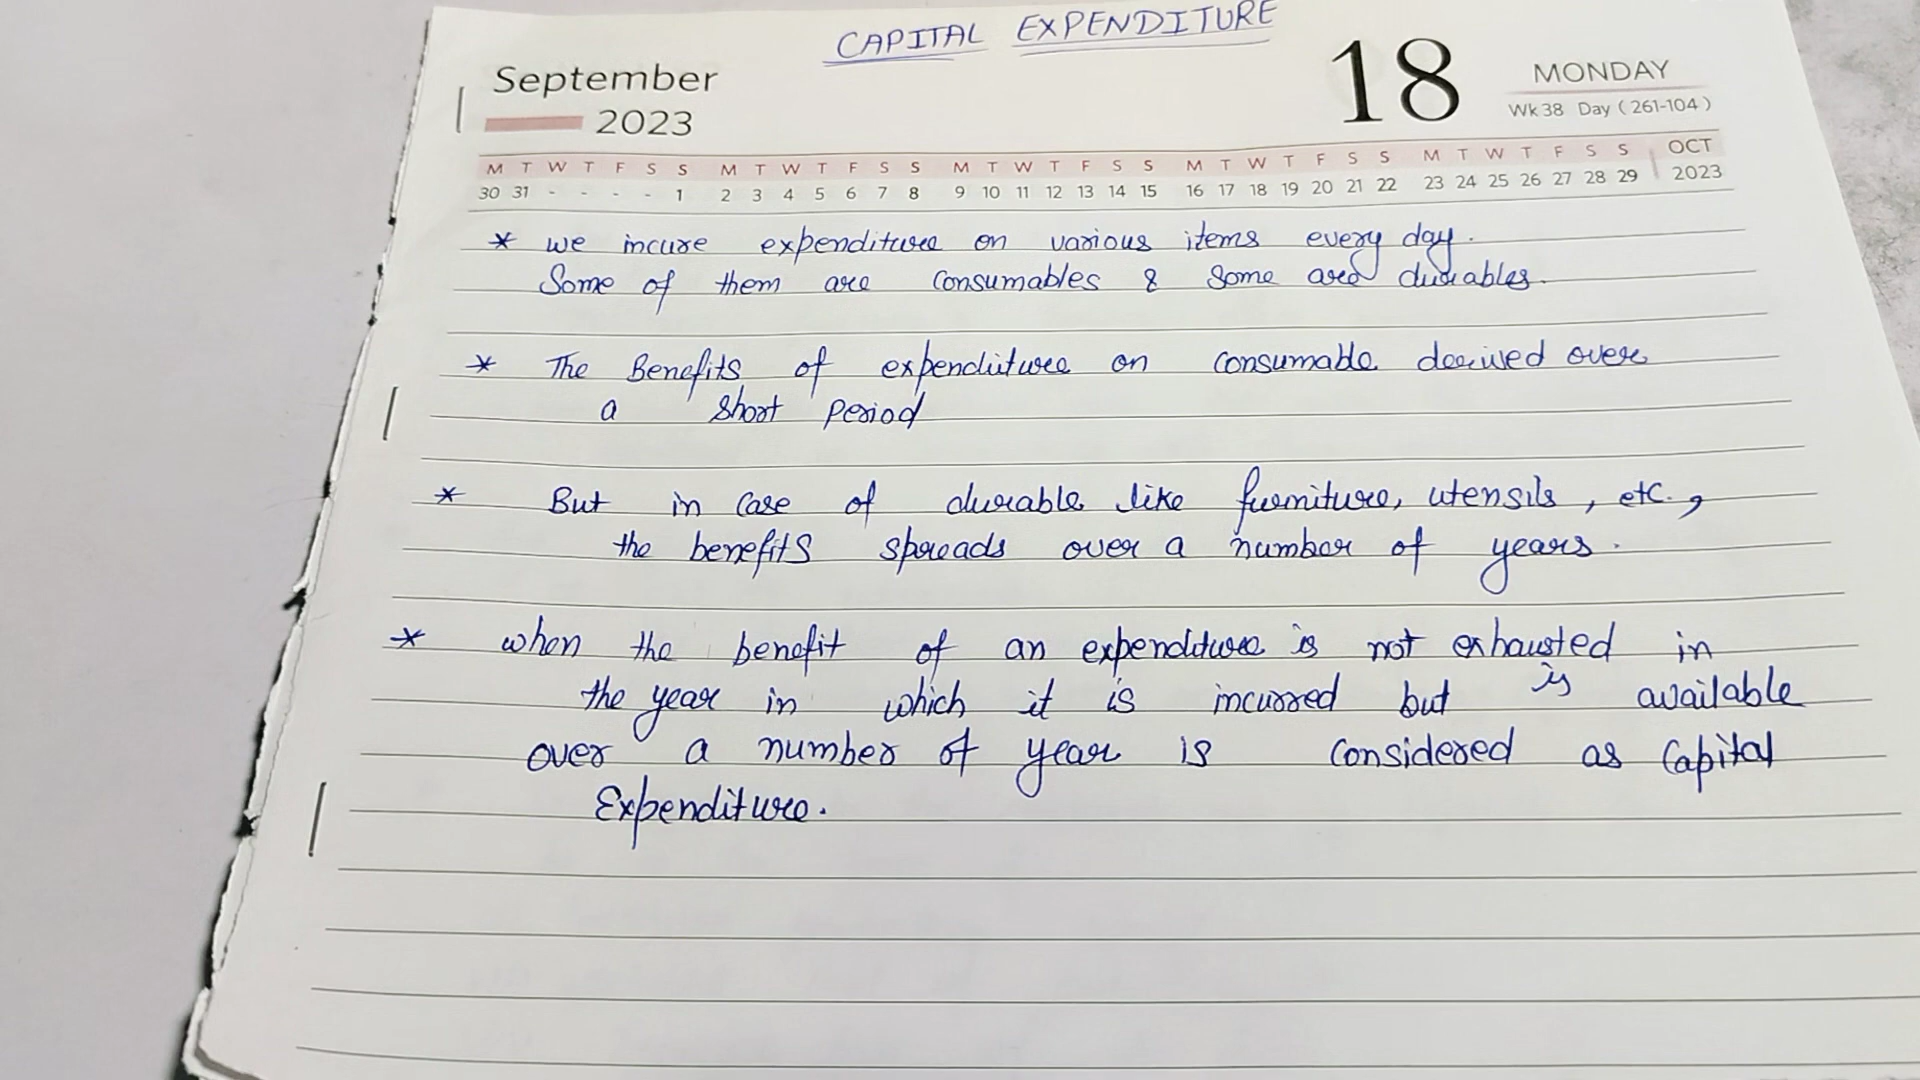 CAPITAL EXPENDITURE
September
2023
18
MONDAY
Wk 38 Day (261-104)
M T W T F S S M T W T F S S M T W T F S S M T W T F S S M T W T F S S OCT
30 31 - - - - 1 2 3 4 5 6 7 8 9 10 11 12 13 14 15 16 17 18 19 20 21 22 23 24 25 26 27 28 29 2023
* we incure expenditure on various items every day.
Some of them are Consumables & Some are durables.
* The Benefits of expenditure on consumable derived over
a short period
* But in case of durable like furniture, utensils, etc.,
the benefits spreads over a number of years.
* when the benefit of an expenditure is not exhausted in
the year in which it is incurred but is available
over a number of year is considered as Capital
Expenditure.